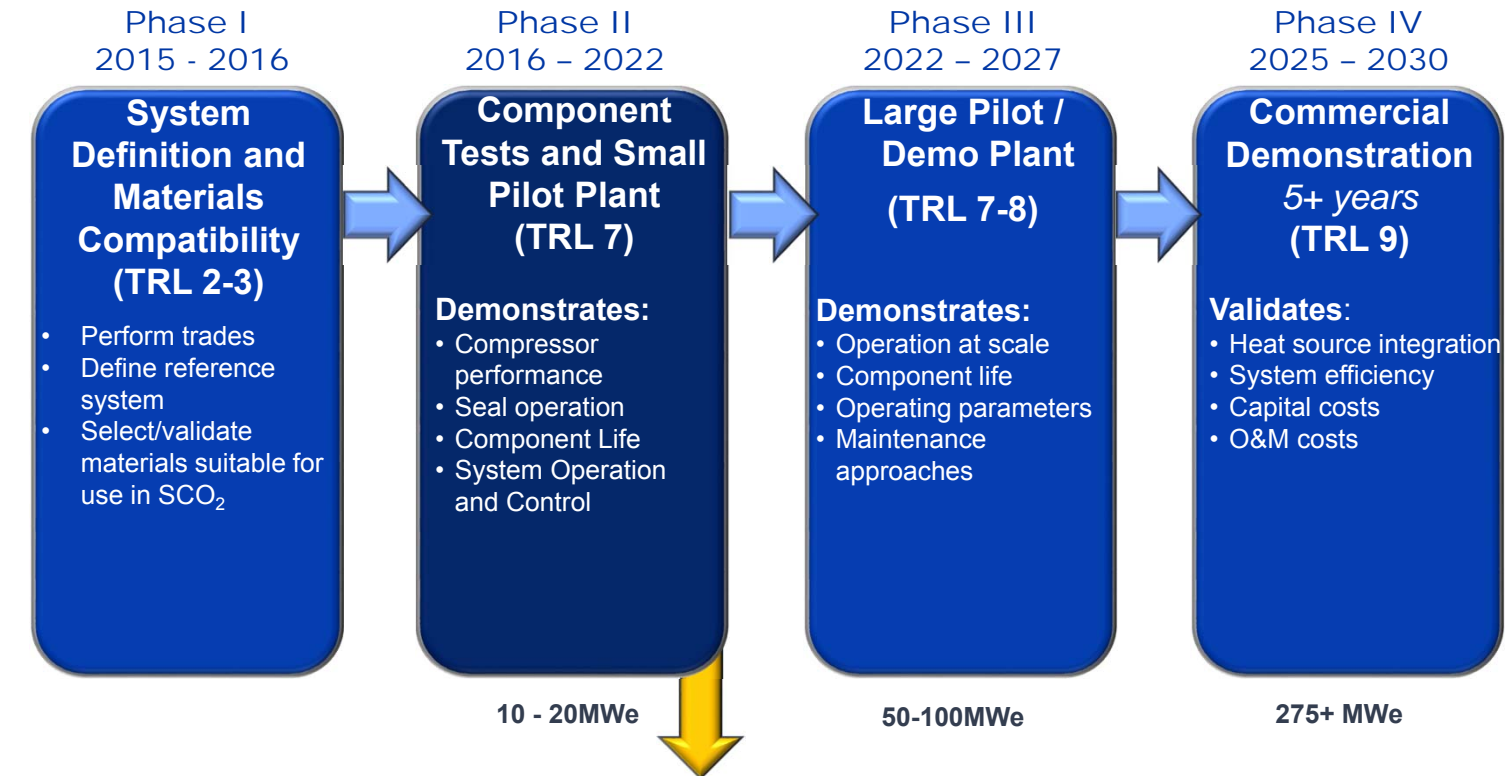 Phase I
2015 - 2016
System
Definition and
Materials
Compatibility
(TRL 2-3)
• Perform trades
• Define reference
system
• Select/validate
materials suitable for
use in SCO₂
Phase II
2016 – 2022
Component
Tests and Small
Pilot Plant
(TRL 7)
Demonstrates:
• Compressor
performance
• Seal operation
• Component Life
• System Operation
and Control
10 - 20MWe
Phase III
2022 – 2027
Large Pilot /
Demo Plant
(TRL 7-8)
Demonstrates:
• Operation at scale
• Component life
• Operating parameters
• Maintenance
approaches
50-100MWe
Phase IV
2025 – 2030
Commercial
Demonstration
5+ years
(TRL 9)
Validates:
• Heat source integration
• System efficiency
• Capital costs
• O&M costs
275+ MWe